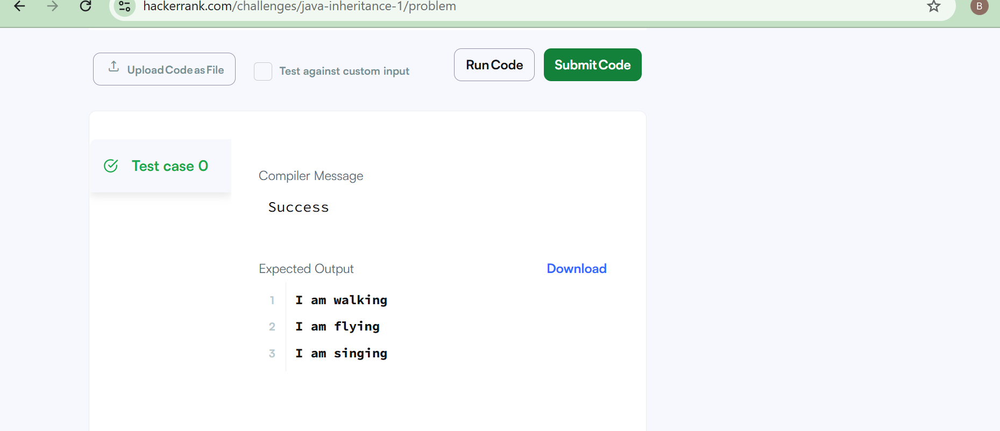 hackerrank.com/challenges/java-inheritance-1/problem
B
Upload Code as File
Test against custom input
Run Code
Submit Code
Test case 0
Compiler Message
Success
Expected Output
Download
1 I am walking
2 I am flying
3 I am singing